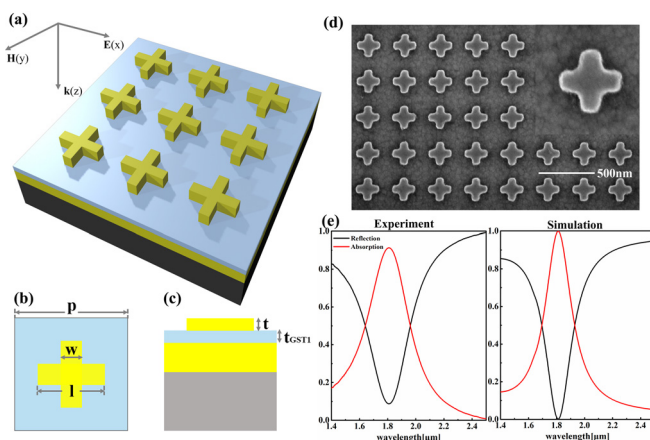 (a)
E(x)
H(y)
k(z)
(b)
p
w
l
(c)
t
tGST1
(d)
500nm
(e)
Experiment
Simulation
Reflection
Absorption
1.0
0.8
0.6
0.4
0.2
0.0
1.4 1.6 1.8 2.0 2.2 2.4
wavelength[μm]
1.0
0.8
0.6
0.4
0.2
0.0
1.4 1.6 1.8 2.0 2.2 2.4
wavelength[μm]